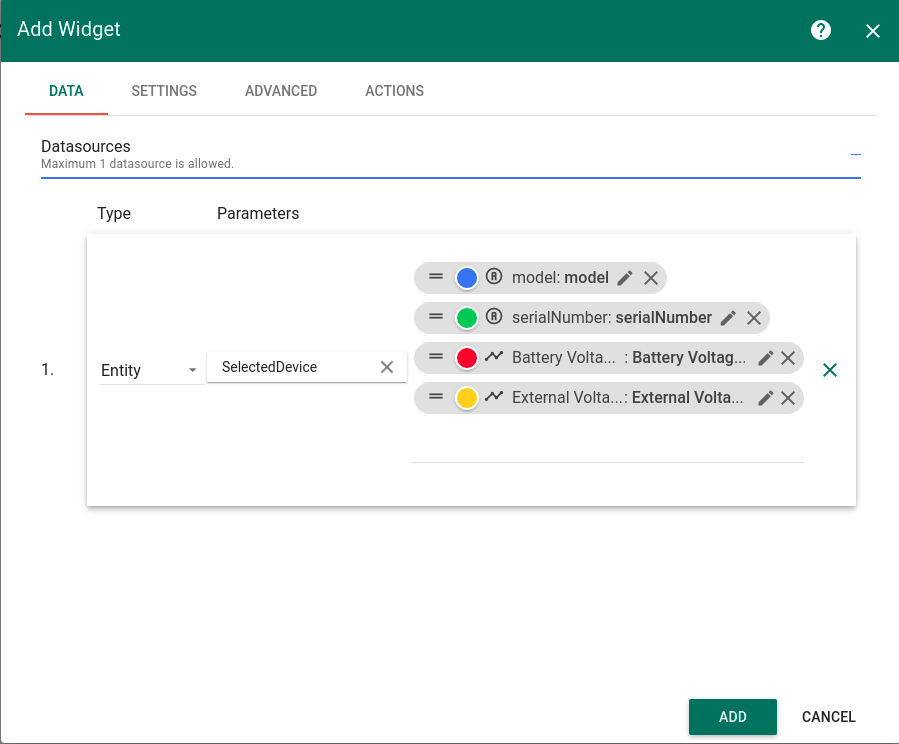 Add Widget
DATA SETTINGS ADVANCED ACTIONS
Datasources
Maximum 1 datasource is allowed.
Type Parameters
model: model
serialNumber: serialNumber
1. Entity SelectedDevice
Battery Volta... : Battery Voltag...
External Volta...: External Volta...
ADD CANCEL